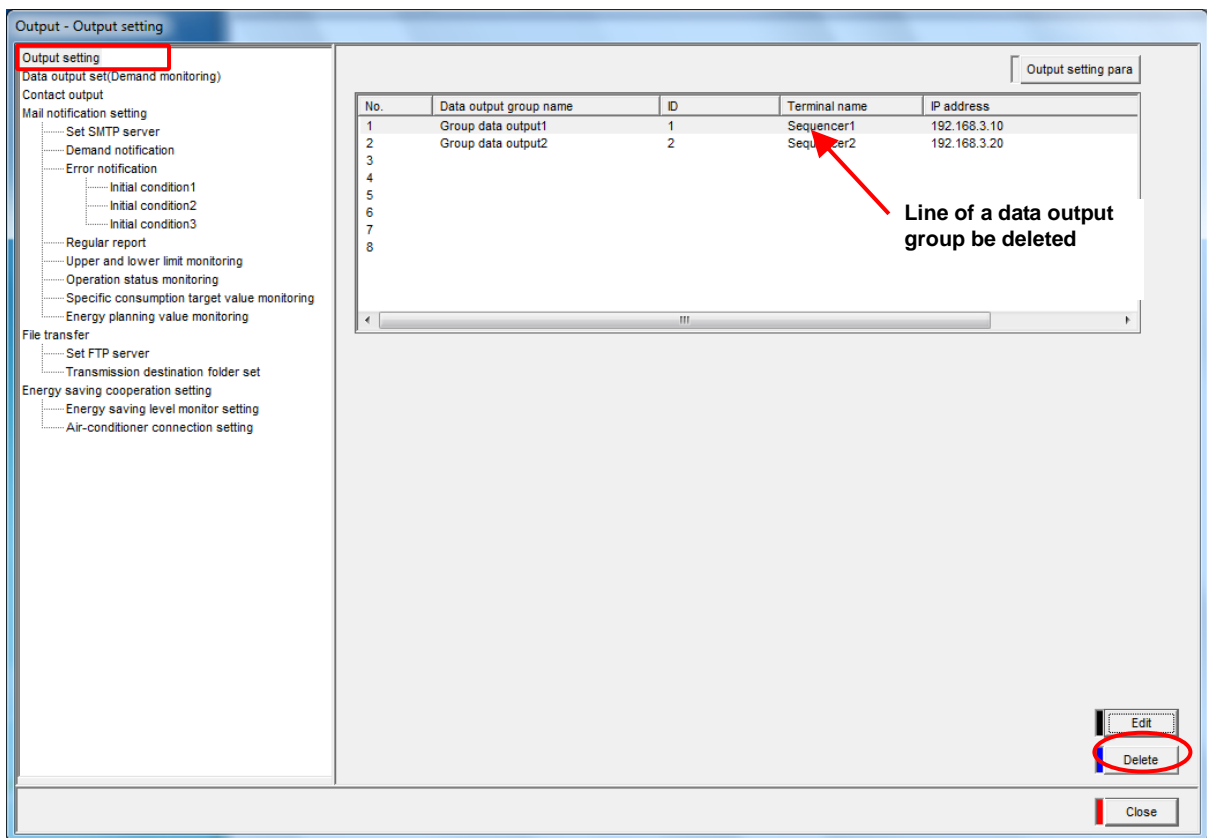 Output - Output setting
Output setting
Data output set(Demand monitoring)
Contact output
Mail notification setting
Set SMTP server
Demand notification
Error notification
Initial condition1
Initial condition2
Initial condition3
Regular report
Upper and lower limit monitoring
Operation status monitoring
Specific consumption target value monitoring
Energy planning value monitoring
File transfer
Set FTP server
Transmission destination folder set
Energy saving cooperation setting
Energy saving level monitor setting
Air-conditioner connection setting
Output setting para
No. Data output group name ID Terminal name IP address
1 Group data output1 1 Sequencer1 192.168.3.10
2 Group data output2 2 Sequencer2 192.168.3.20
3
4
5
6
7
8
Line of a data output
group be deleted
Edit
Delete
Close